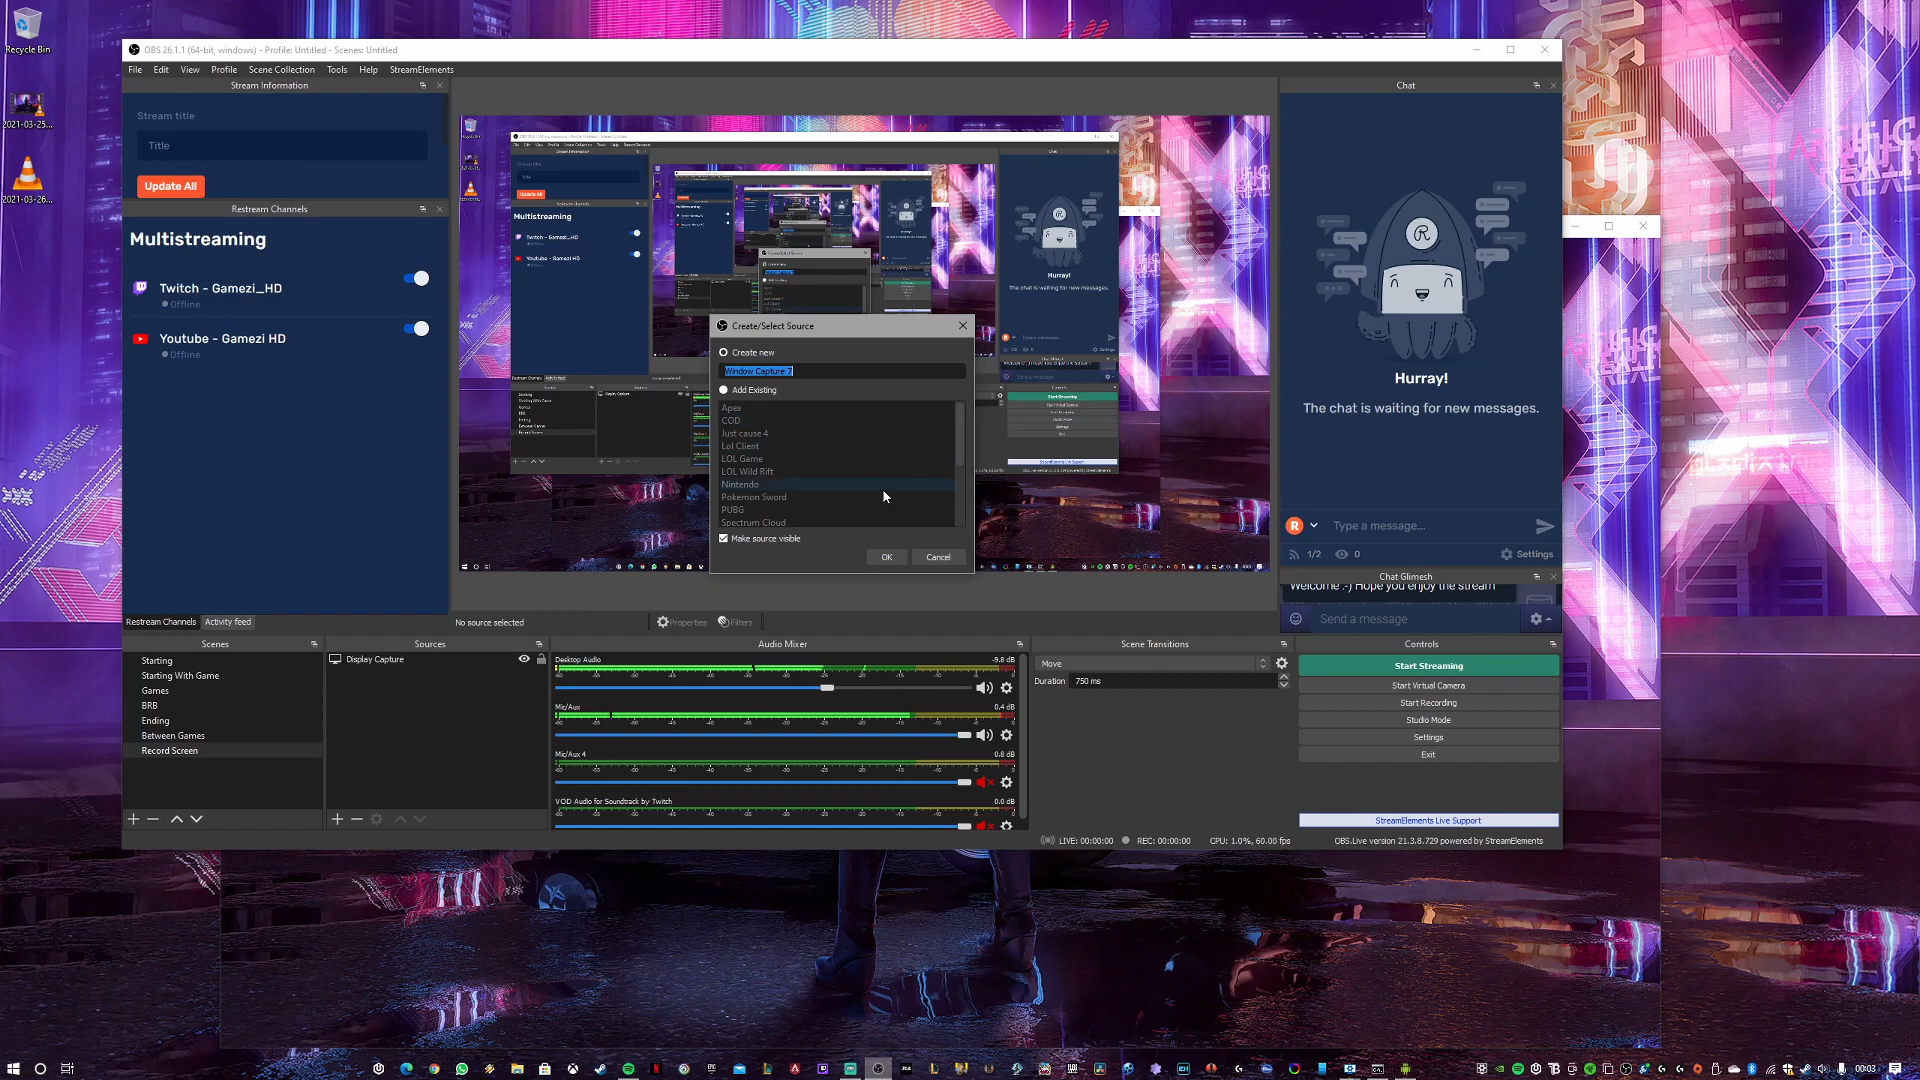 Recycle Bin
2021-03-25...
2021-03-26...
OBS 26.1.1 (64-bit, windows) - Profile: Untitled - Scenes: Untitled
File Edit View Profile Scene Collection Tools Help StreamElements
Stream Information
Stream title
Title
Update All
Restream Channels
Multistreaming
Twitch - Gamezi_HD
Offline
Youtube - Gamezi HD
Offline
Restream Channels Activity feed
Create/Select Source
Create new
Window Capture 7
Add Existing
Apex
COD
Just cause 4
Lol Client
LOL Game
LOL Wild Rift
Nintendo
Pokemon Sword
PUBG
Spectrum Cloud
Make source visible
OK Cancel
Chat
Hurray!
The chat is waiting for new messages.
R Type a message...
1/2 0 Settings
Chat Glimesh
Welcome :-) Hope you enjoy the stream
Send a message
No source selected Properties Filters
Scenes
Starting
Starting With Game
Games
BRB
Ending
Between Games
Record Screen
Sources
Display Capture
Audio Mixer
Desktop Audio -9.8 dB
Mic/Aux 0.4 dB
Mic/Aux 4 0.8 dB
VOD Audio for Soundtrack by Twitch 0.0 dB
Scene Transitions
Move
Duration 750 ms
Controls
Start Streaming
Start Virtual Camera
Start Recording
Studio Mode
Settings
Exit
StreamElements Live Support
LIVE: 00:00:00 REC: 00:00:00 CPU: 1.0%, 60.00 fps OBS.Live version 21.3.8.729 powered by StreamElements
00:03